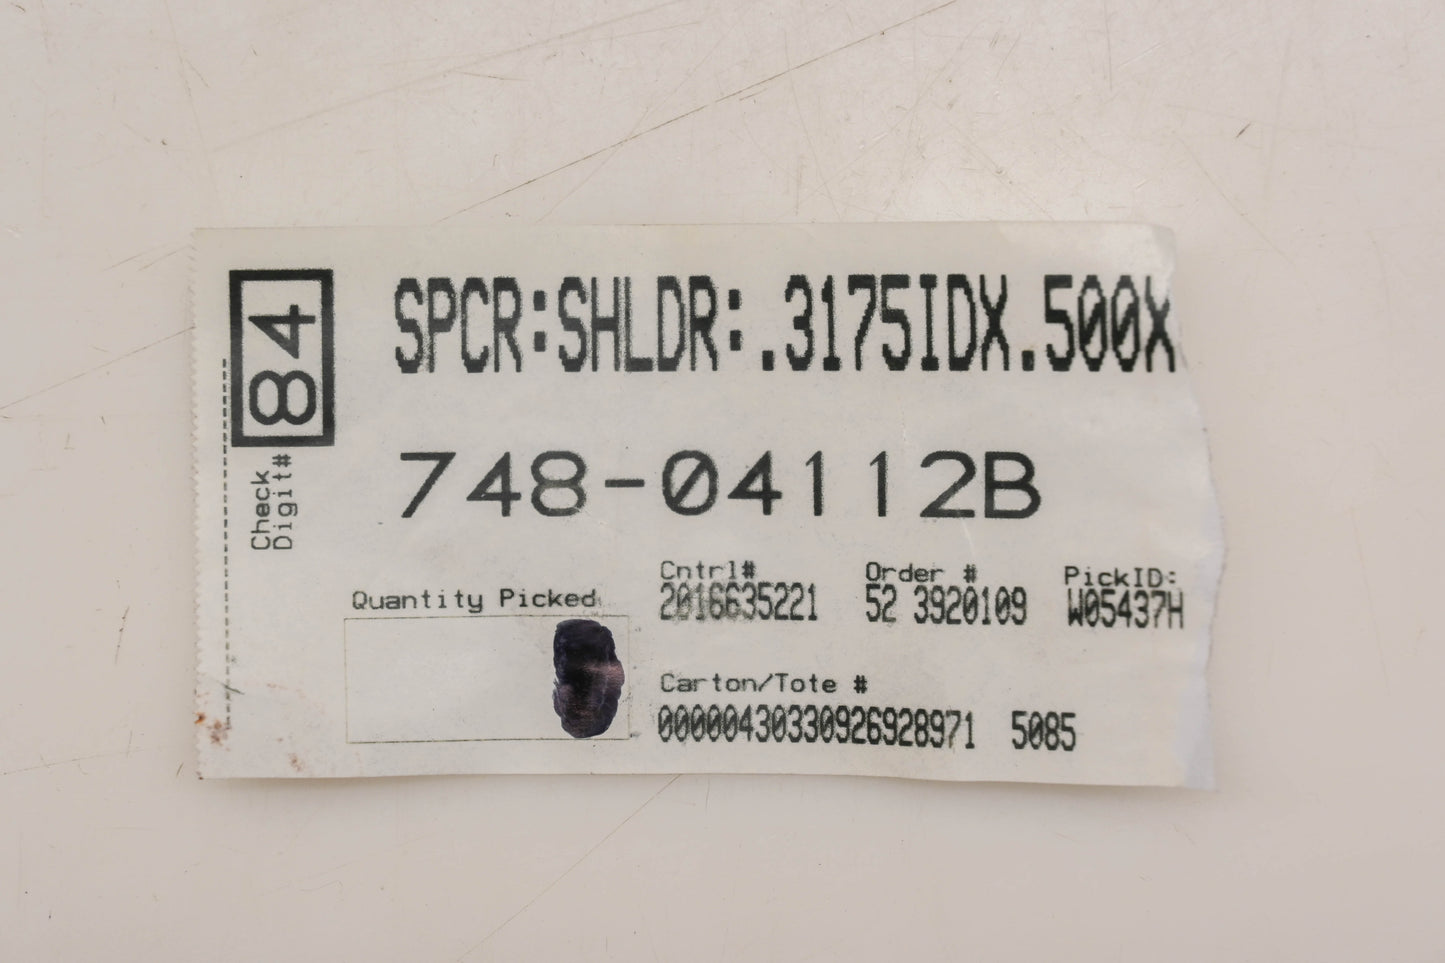 84
Check
Digit#
SPCR:SHLDR:.3175IDX.500X
748-04112B
Quantity Picked
Cntrl#
2016635221
Order #
52 3920109
PickID:
W05437H
Carton/Tote #
00000430330926928971 5085